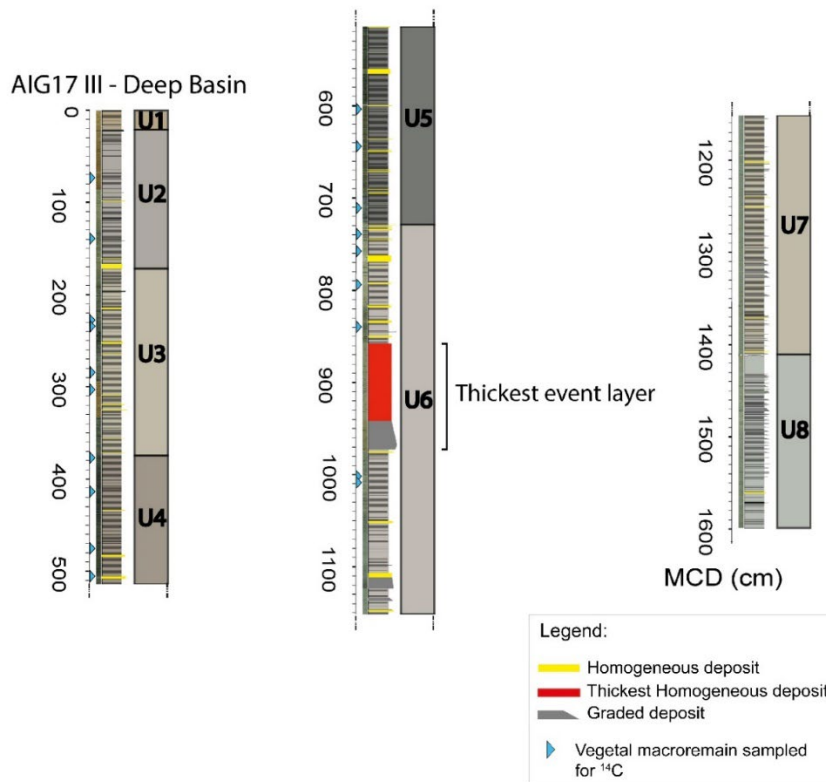 AIG17 III - Deep Basin
0
100
200
300
400
500
U1
U2
U3
U4
600
700
800
900
1000
1100
U5
U6
Thickest event layer
1200
1300
1400
1500
1600
U7
U8
MCD (cm)
Legend:
Homogeneous deposit
Thickest Homogeneous deposit
Graded deposit
Vegetal macroremain sampled
for ¹⁴C